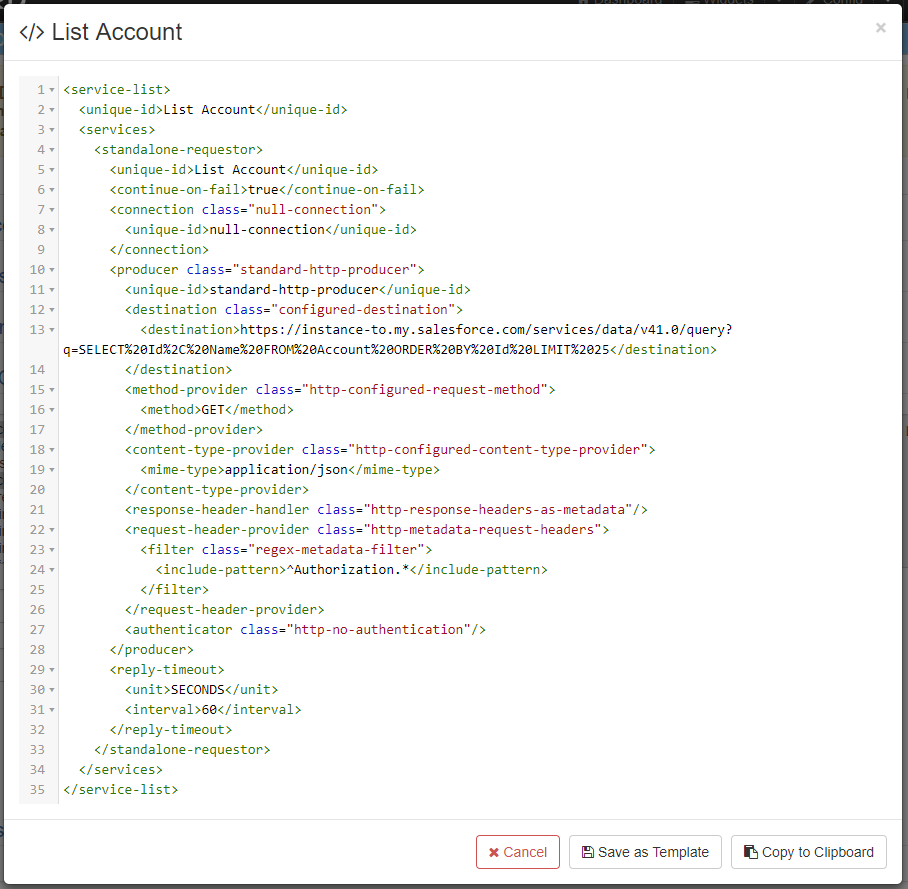 Dashboard Widgets Config
</> List Account ×
1 <service-list>
2 <unique-id>List Account</unique-id>
3 <services>
4 <standalone-requestor>
5 <unique-id>List Account</unique-id>
6 <continue-on-fail>true</continue-on-fail>
7 <connection class="null-connection">
8 <unique-id>null-connection</unique-id>
9 </connection>
10 <producer class="standard-http-producer">
11 <unique-id>standard-http-producer</unique-id>
12 <destination class="configured-destination">
13 <destination>https://instance-to.my.salesforce.com/services/data/v41.0/query?
q=SELECT%20Id%2C%20Name%20FROM%20Account%20ORDER%20BY%20Id%20LIMIT%2025</destination>
14 </destination>
15 <method-provider class="http-configured-request-method">
16 <method>GET</method>
17 </method-provider>
18 <content-type-provider class="http-configured-content-type-provider">
19 <mime-type>application/json</mime-type>
20 </content-type-provider>
21 <response-header-handler class="http-response-headers-as-metadata"/>
22 <request-header-provider class="http-metadata-request-headers">
23 <filter class="regex-metadata-filter">
24 <include-pattern>^Authorization.*</include-pattern>
25 </filter>
26 </request-header-provider>
27 <authenticator class="http-no-authentication"/>
28 </producer>
29 <reply-timeout>
30 <unit>SECONDS</unit>
31 <interval>60</interval>
32 </reply-timeout>
33 </standalone-requestor>
34 </services>
35 </service-list>
Cancel Save as Template Copy to Clipboard